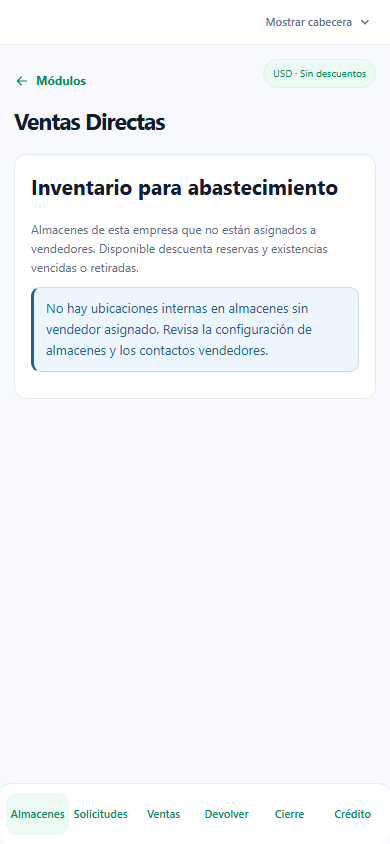 Mostrar cabecera
Módulos
USD · Sin descuentos
Ventas Directas
Inventario para abastecimiento
Almacenes de esta empresa que no están asignados a
vendedores. Disponible descuenta reservas y existencias
vencidas o retiradas.
No hay ubicaciones internas en almacenes sin
vendedor asignado. Revisa la configuración de
almacenes y los contactos vendedores.
Almacenes Solicitudes Ventas Devolver Cierre Crédito